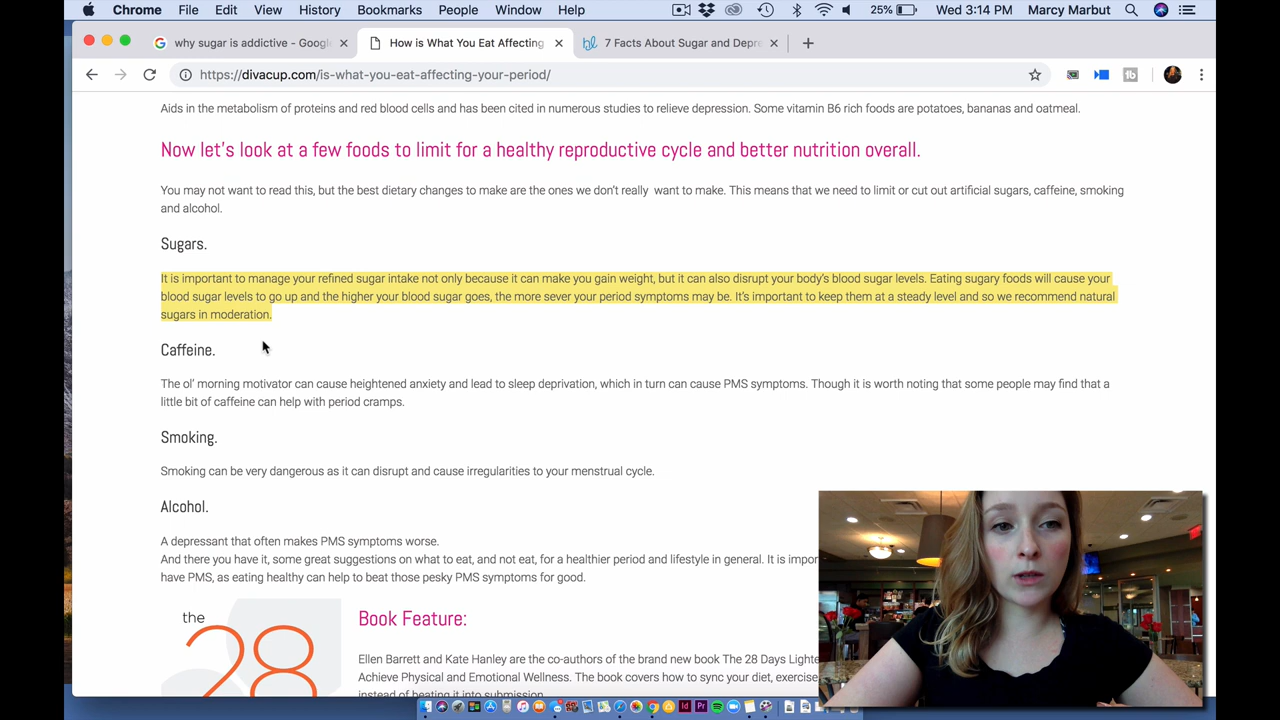 Chrome File Edit View History Bookmarks People Window Help 25% Wed 3:14 PM Marcy Marbut
why sugar is addictive - Googl
How is What You Eat Affecting
7 Facts About Sugar and Depre
https://divacup.com/is-what-you-eat-affecting-your-period/
Aids in the metabolism of proteins and red blood cells and has been cited in numerous studies to relieve depression. Some vitamin B6 rich foods are potatoes, bananas and oatmeal.
Now let's look at a few foods to limit for a healthy reproductive cycle and better nutrition overall.
You may not want to read this, but the best dietary changes to make are the ones we don't really want to make. This means that we need to limit or cut out artificial sugars, caffeine, smoking
and alcohol.
Sugars.
It is important to manage your refined sugar intake not only because it can make you gain weight, but it can also disrupt your body's blood sugar levels. Eating sugary foods will cause your
blood sugar levels to go up and the higher your blood sugar goes, the more sever your period symptoms may be. It's important to keep them at a steady level and so we recommend natural
sugars in moderation.
Caffeine.
The ol' morning motivator can cause heightened anxiety and lead to sleep deprivation, which in turn can cause PMS symptoms. Though it is worth noting that some people may find that a
little bit of caffeine can help with period cramps.
Smoking.
Smoking can be very dangerous as it can disrupt and cause irregularities to your menstrual cycle.
Alcohol.
A depressant that often makes PMS symptoms worse.
And there you have it, some great suggestions on what to eat, and not eat, for a healthier period and lifestyle in general. It is impor
have PMS, as eating healthy can help to beat those pesky PMS symptoms for good.
the
28
Book Feature:
Ellen Barrett and Kate Hanley are the co-authors of the brand new book The 28 Days Lighte
Achieve Physical and Emotional Wellness. The book covers how to sync your diet, exercise
instead of beating it into submission